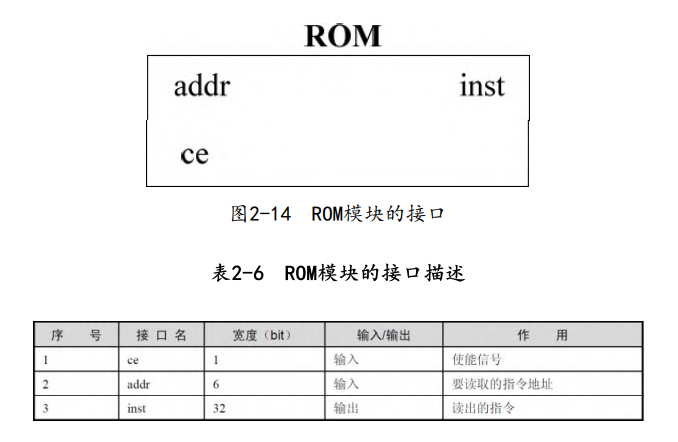 ROM
addr inst
ce
图2-14 ROM模块的接口
表2-6 ROM模块的接口描述
序 号 接 口 名 宽度（bit） 输入/输出 作 用
1 ce 1 输入 使能信号
2 addr 6 输入 要读取的指令地址
3 inst 32 输出 读出的指令